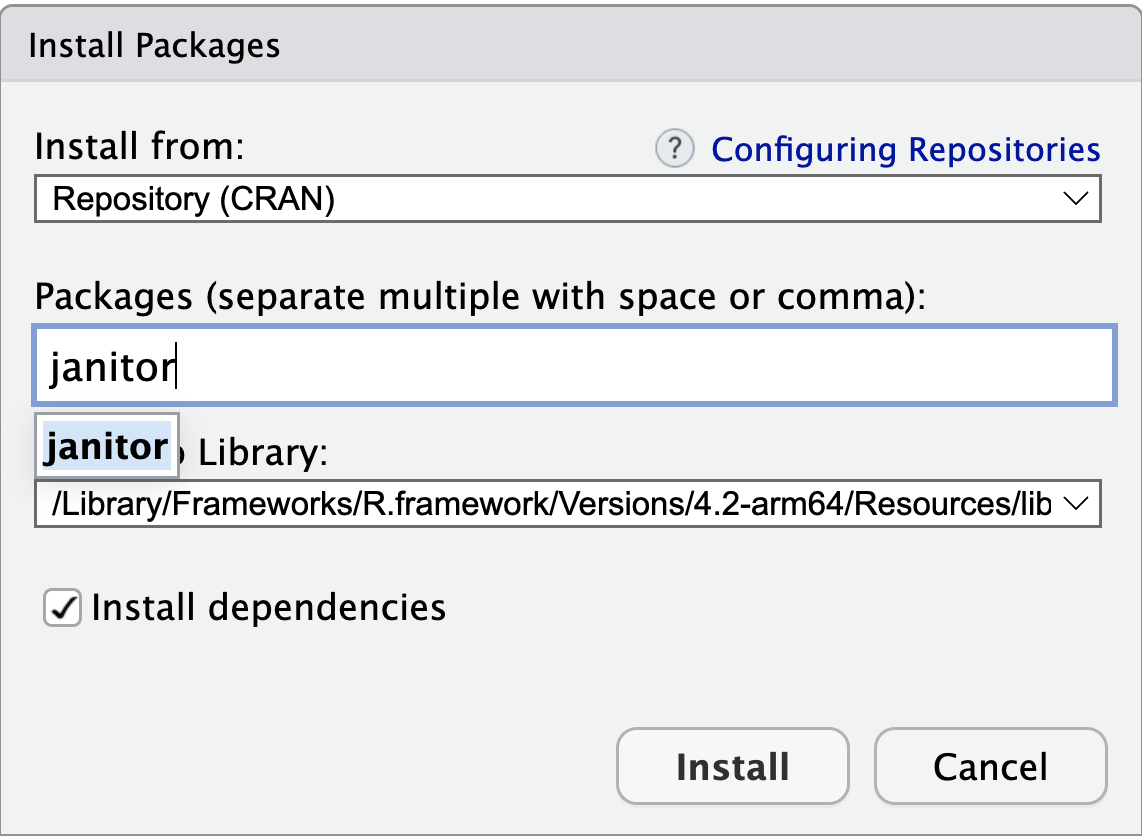 Install Packages
Install from:
? Configuring Repositories
Repository (CRAN)
Packages (separate multiple with space or comma):
janitor
janitor
Library:
/Library/Frameworks/R.framework/Versions/4.2-arm64/Resources/lib
Install dependencies
Install
Cancel